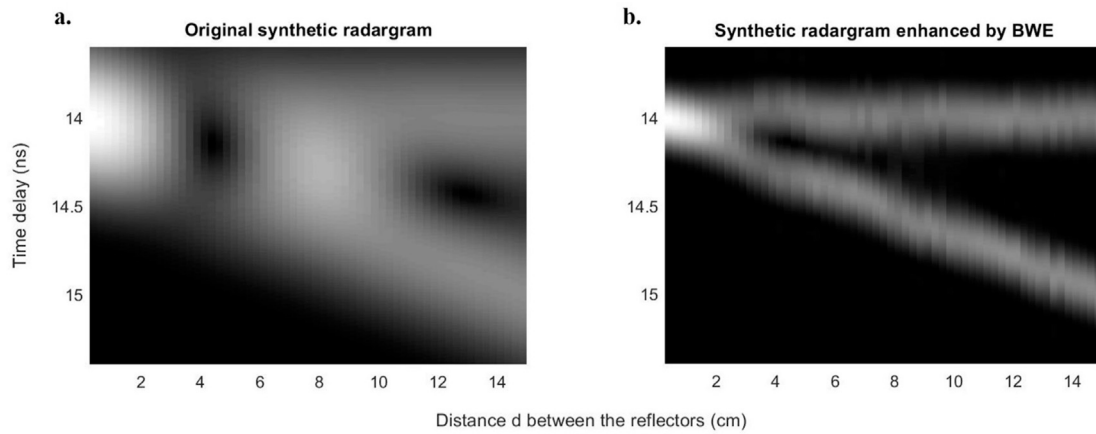 a.
Original synthetic radargram
b.
Synthetic radargram enhanced by BWE
Time delay (ns)
14
14.5
15
2 4 6 8 10 12 14
14
14.5
15
2 4 6 8 10 12 14
Distance d between the reflectors (cm)